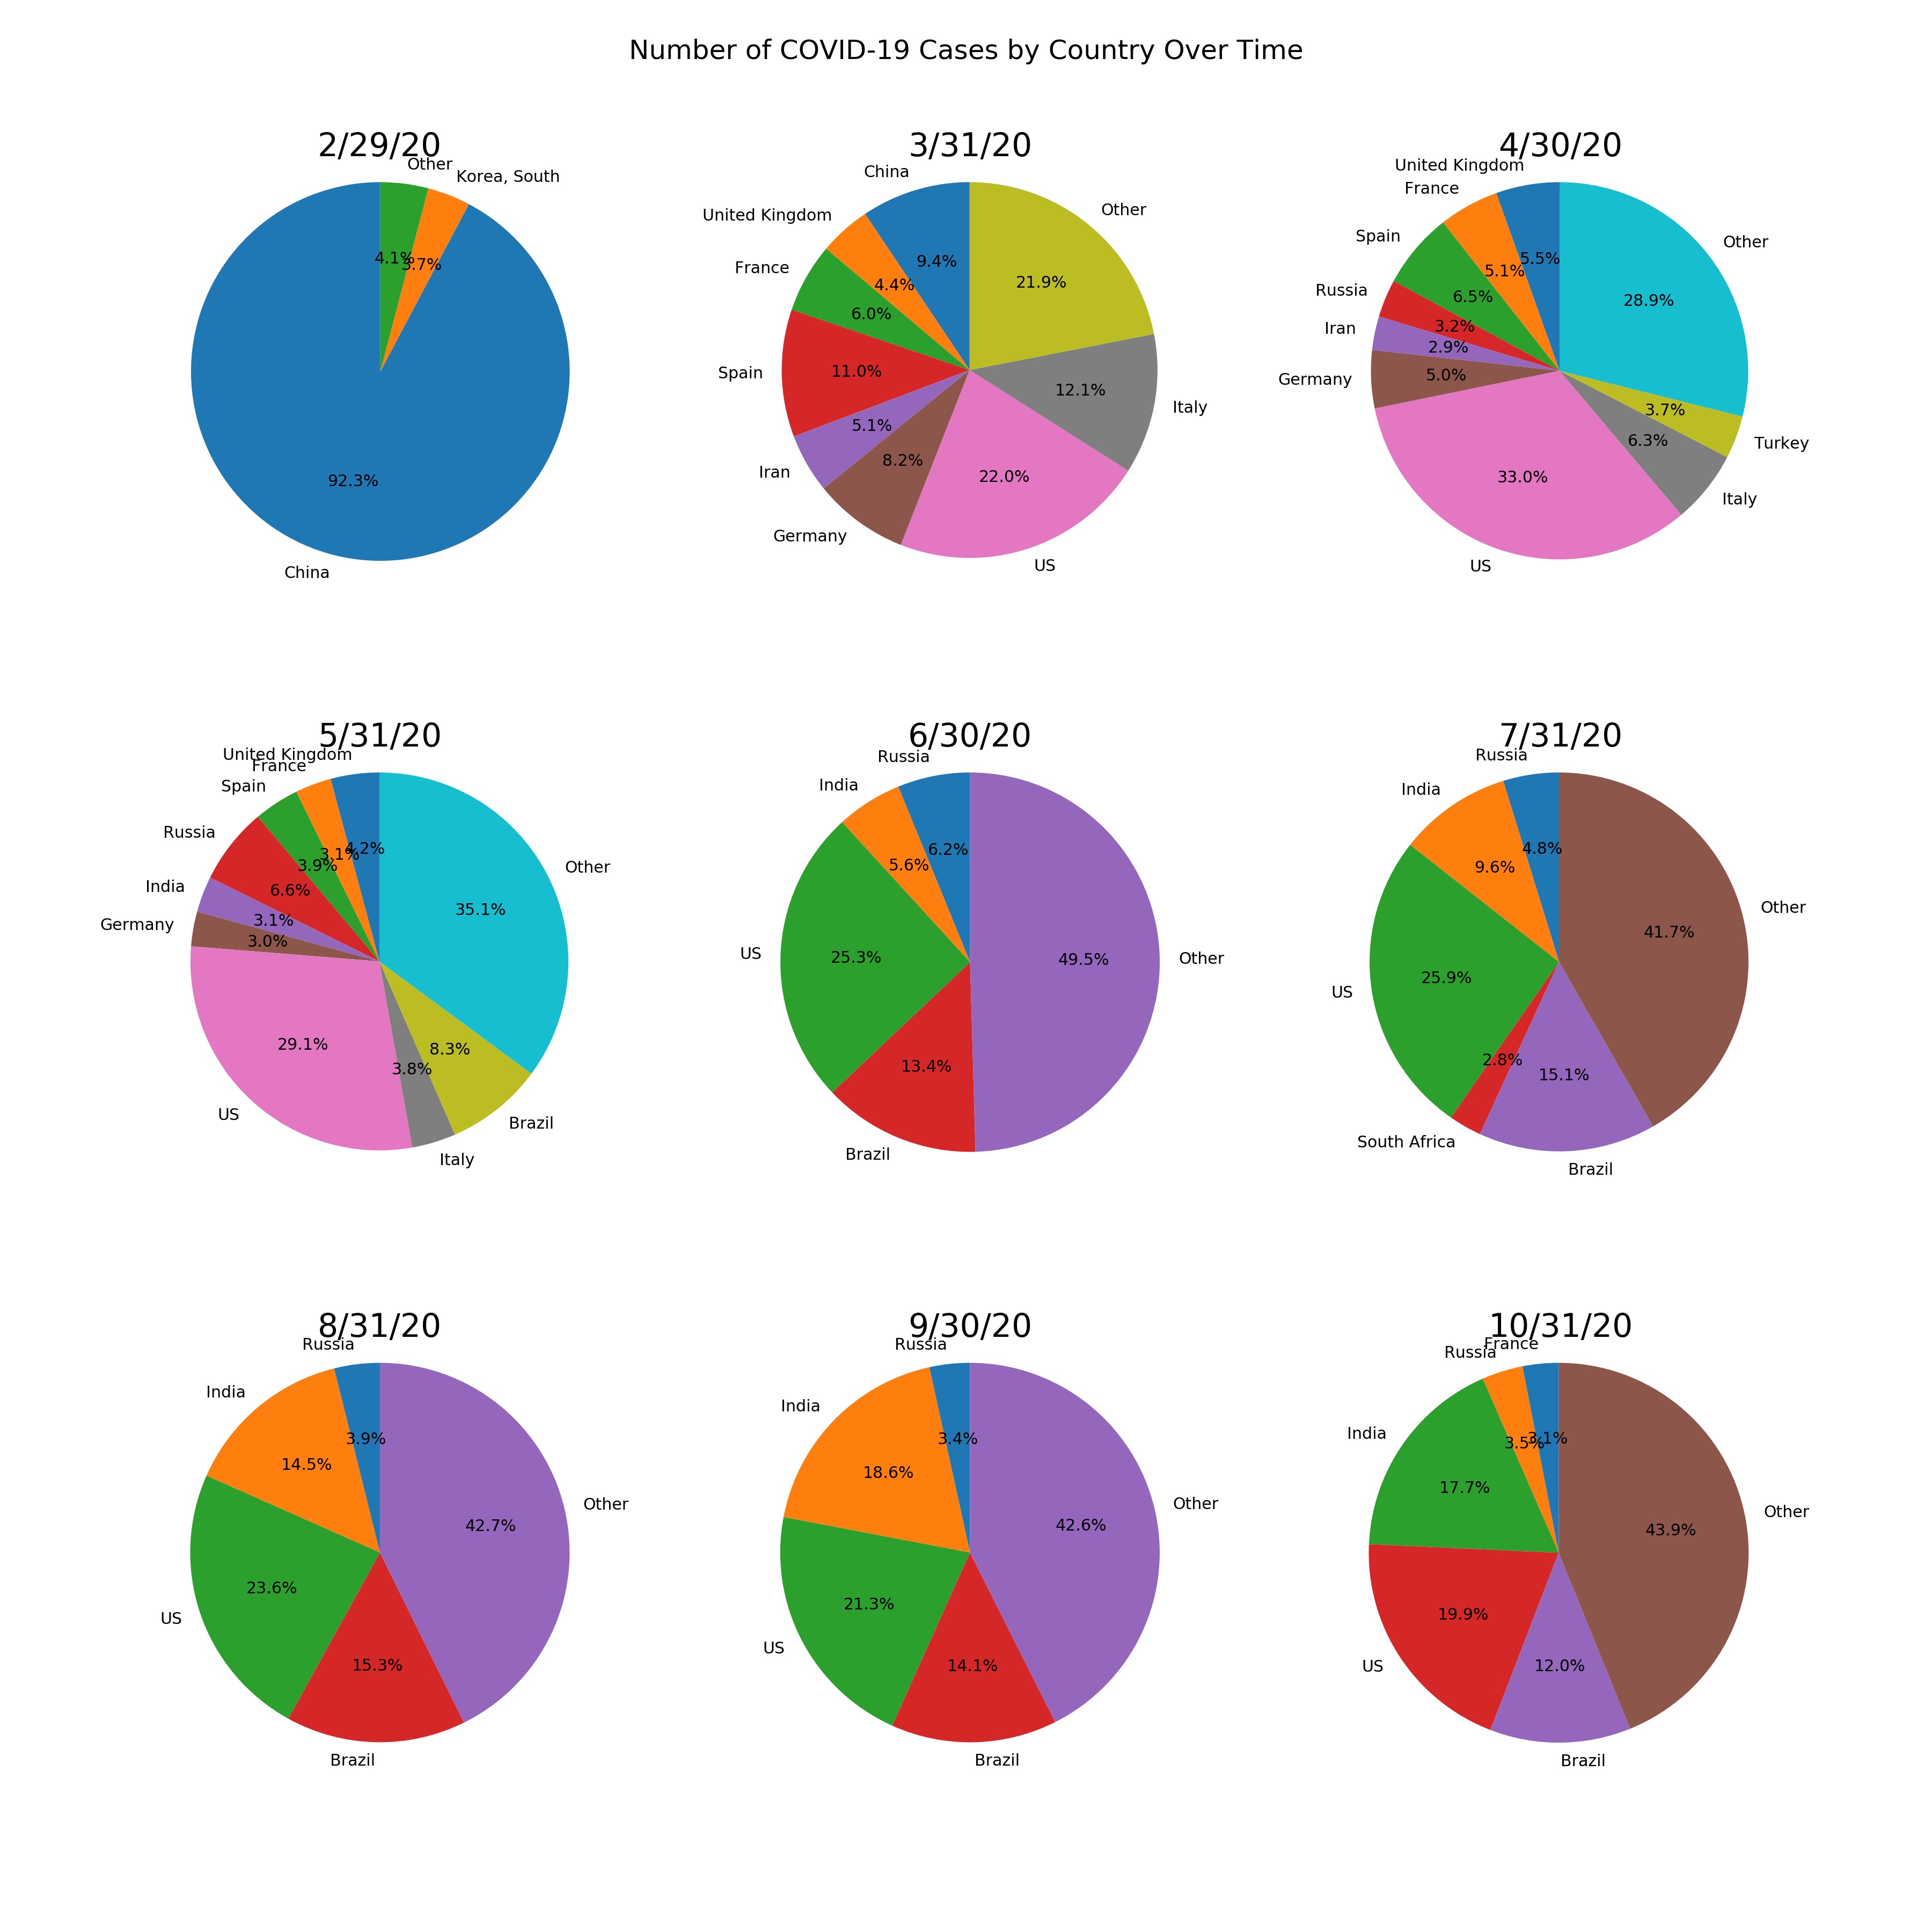 Number of COVID-19 Cases by Country Over Time
2/29/20
Other
Korea, South
4.1%
3.7%
92.3%
China
3/31/20
China
United Kingdom
Other
France
9.4%
4.4%
21.9%
6.0%
Spain
11.0%
12.1%
Italy
5.1%
Iran
8.2%
22.0%
Germany
US
4/30/20
United Kingdom
France
Spain
Other
5.5%
5.1%
6.5%
28.9%
Russia
3.2%
Iran
2.9%
Germany
5.0%
3.7%
Turkey
6.3%
33.0%
Italy
US
5/31/20
United Kingdom
France
Spain
Russia
4.2%
3.1%
3.9%
Other
6.6%
India
3.1%
35.1%
Germany
3.0%
29.1%
8.3%
3.8%
US
Brazil
Italy
6/30/20
Russia
India
6.2%
5.6%
US
25.3%
49.5%
Other
13.4%
Brazil
7/31/20
Russia
India
4.8%
9.6%
Other
41.7%
US
25.9%
2.8%
15.1%
South Africa
Brazil
8/31/20
Russia
India
3.9%
14.5%
Other
42.7%
23.6%
US
15.3%
Brazil
9/30/20
Russia
India
3.4%
18.6%
Other
42.6%
21.3%
US
14.1%
Brazil
10/31/20
France
Russia
India
3.1%
3.5%
17.7%
Other
43.9%
19.9%
US
12.0%
Brazil